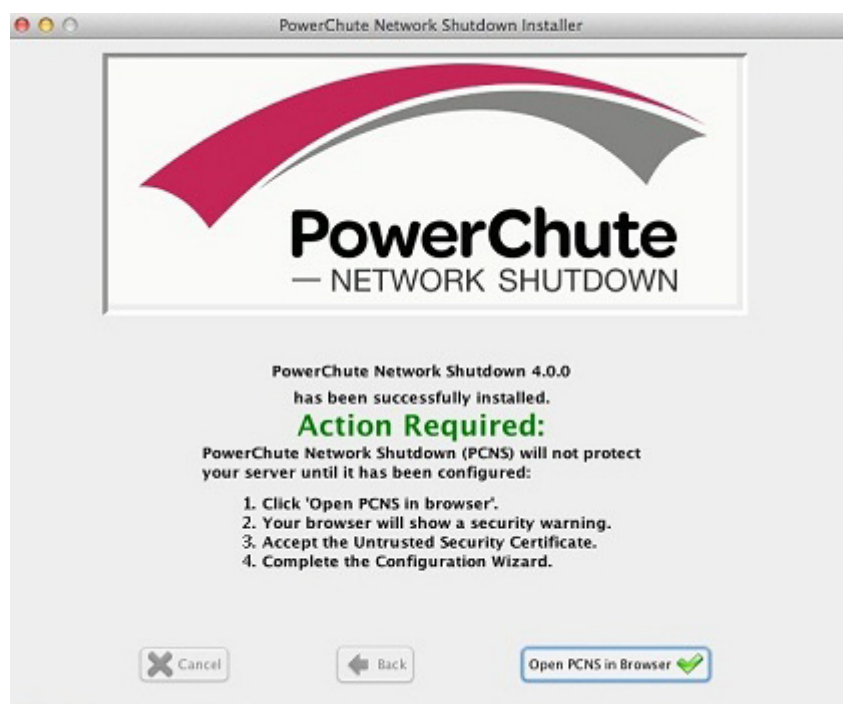 PowerChute Network Shutdown Installer
PowerChute
— NETWORK SHUTDOWN
PowerChute Network Shutdown 4.0.0
has been successfully installed.
Action Required:
PowerChute Network Shutdown (PCNS) will not protect
your server until it has been configured:
1. Click 'Open PCNS in browser'.
2. Your browser will show a security warning.
3. Accept the Untrusted Security Certificate.
4. Complete the Configuration Wizard.
Cancel
Back
Open PCNS in Browser